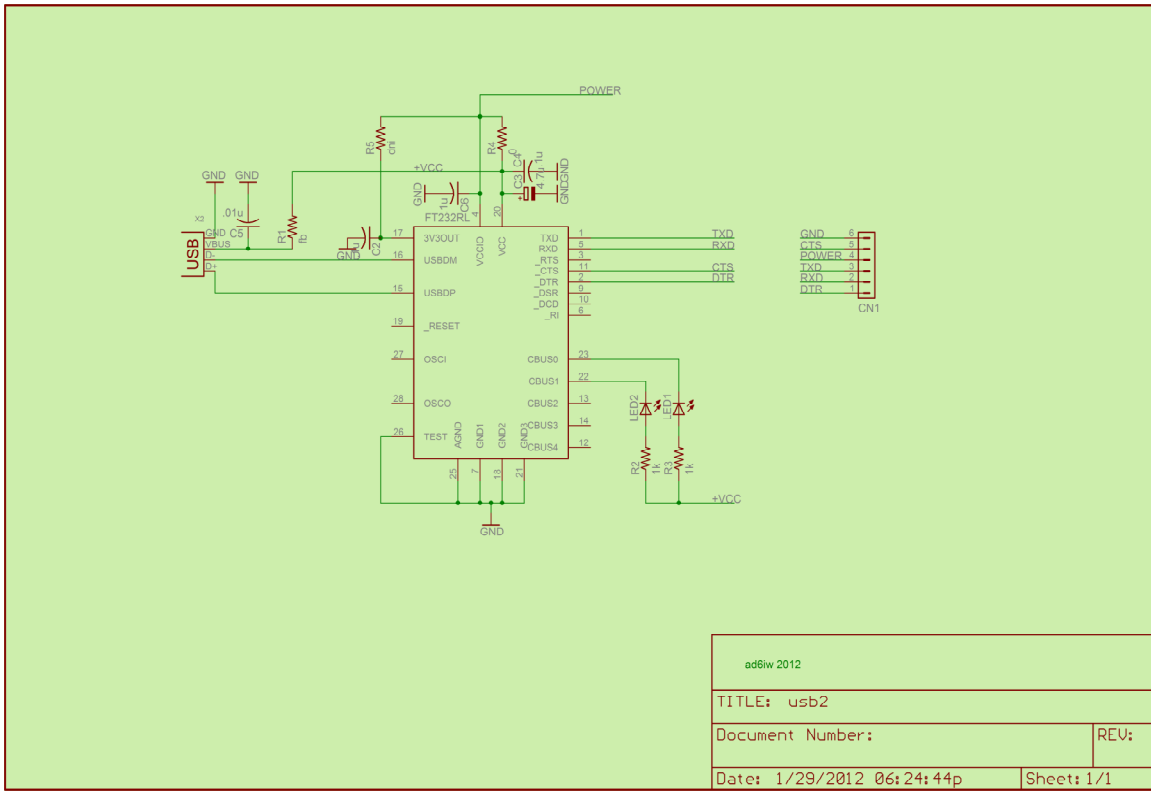 POWER
R5
cni
R4
0
C4
1u
+VCC
GND
C3
4.7u
GND
GND
GND
GND
1u
C6
4
20
X3
.01u
C5
R1
fb
GND
VBUS
D-
D+
USB
GND
C2
FT232RL
17
3V3OUT
VCCIO
VCC
TXD
1
TXD
RXD
5
RXD
16
USBDM
_RTS
3
_CTS
11
CTS
_DTR
2
DTR
15
USBDP
_DSR
9
_DCD
10
_RI
6
GND
6
CTS
5
POWER
4
TXD
3
RXD
2
DTR
1
CN1
19
_RESET
27
OSCI
CBUS0
23
CBUS1
22
28
OSCO
CBUS2
13
CBUS3
14
26
TEST
CBUS4
12
AGND
GND1
GND2
GND3
25
7
18
21
LED2
LED1
R2
1k
R3
1k
+VCC
GND
ad6iw 2012
TITLE: usb2
Document Number:
REV:
Date: 1/29/2012 06:24:44p
Sheet: 1/1